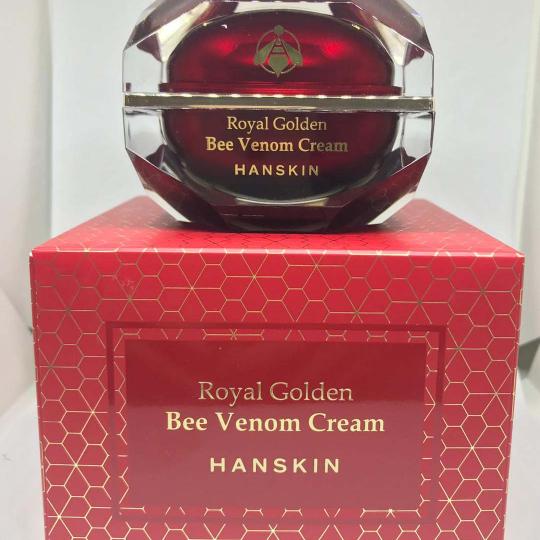 Royal Golden
Bee Venom Cream
HANSKIN
Royal Golden
Bee Venom Cream
HANSKIN